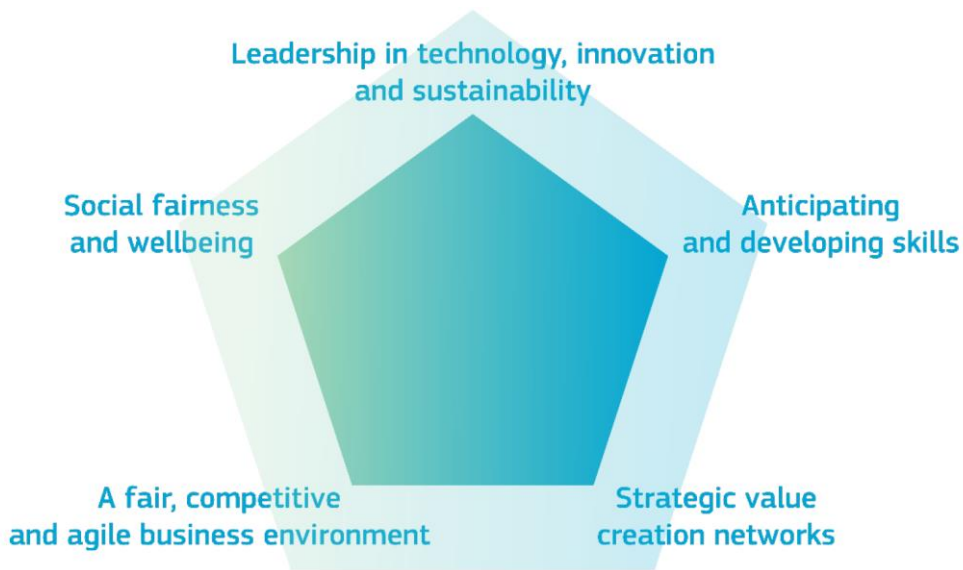 Leadership in technology, innovation
and sustainability
Social fairness
and wellbeing
Anticipating
and developing skills
A fair, competitive
and agile business environment
Strategic value
creation networks